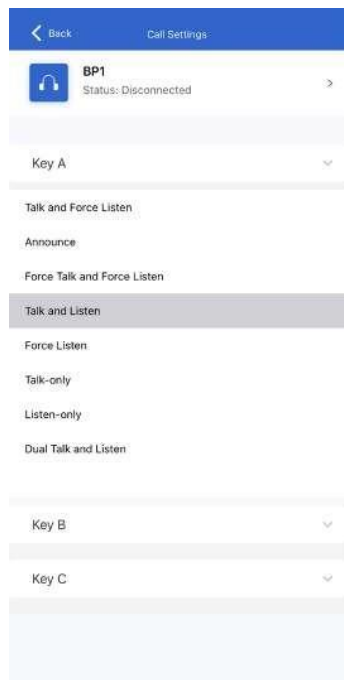 Back
Call Settings
BP1
Status: Disconnected
Key A
Talk and Force Listen
Announce
Force Talk and Force Listen
Talk and Listen
Force Listen
Talk-only
Listen-only
Dual Talk and Listen
Key B
Key C